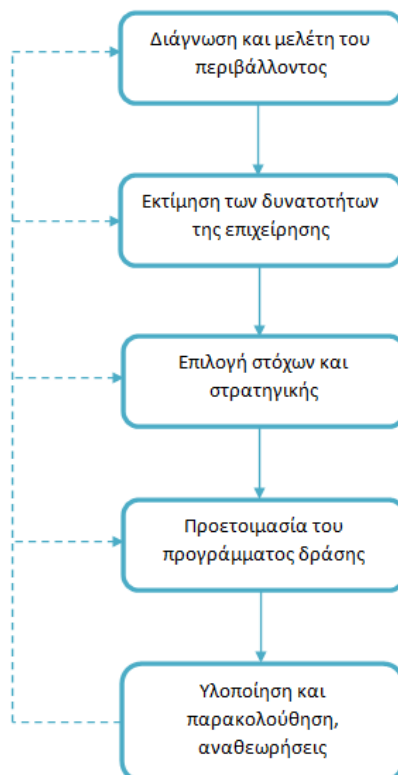 Διάγνωση και μελέτη του
περιβάλλοντος
Εκτίμηση των δυνατοτήτων
της επιχείρησης
Επιλογή στόχων και
στρατηγικής
Προετοιμασία του
προγράμματος δράσης
Υλοποίηση και
παρακολούθηση,
αναθεωρήσεις